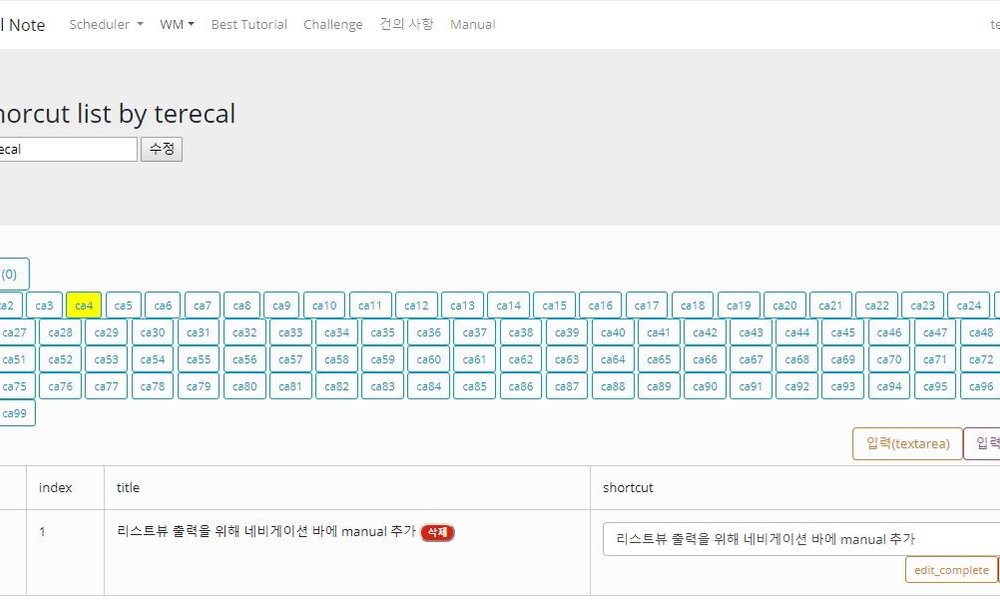 l Note Scheduler WM Best Tutorial Challenge 건의 사항 Manual te
horcut list by terecal
ecal 수정
(0)
ca2 ca3 ca4 ca5 ca6 ca7 ca8 ca9 ca10 ca11 ca12 ca13 ca14 ca15 ca16 ca17 ca18 ca19 ca20 ca21 ca22 ca23 ca24
ca27 ca28 ca29 ca30 ca31 ca32 ca33 ca34 ca35 ca36 ca37 ca38 ca39 ca40 ca41 ca42 ca43 ca44 ca45 ca46 ca47 ca48
ca51 ca52 ca53 ca54 ca55 ca56 ca57 ca58 ca59 ca60 ca61 ca62 ca63 ca64 ca65 ca66 ca67 ca68 ca69 ca70 ca71 ca72
ca75 ca76 ca77 ca78 ca79 ca80 ca81 ca82 ca83 ca84 ca85 ca86 ca87 ca88 ca89 ca90 ca91 ca92 ca93 ca94 ca95 ca96
ca99
입력(textarea) 입력
index title shortcut
1 리스트뷰 출력을 위해 네비게이션 바에 manual 추가 삭제 리스트뷰 출력을 위해 네비게이션 바에 manual 추가
edit_complete